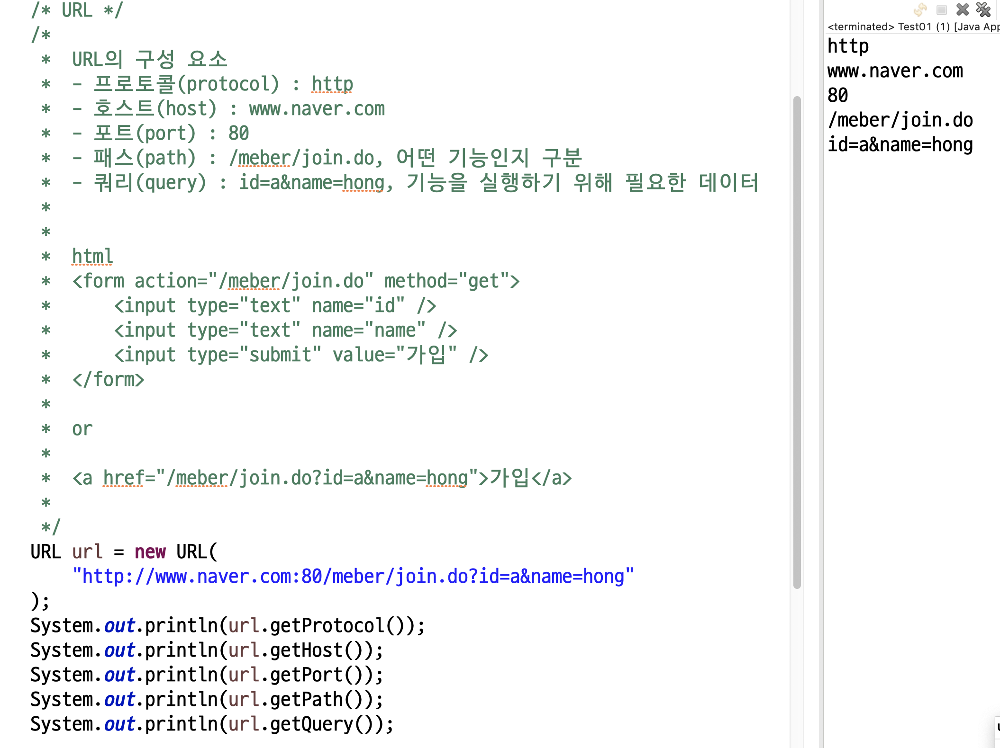 /* URL */
/*
 *  URL의 구성 요소
 *  - 프로토콜(protocol) : http
 *  - 호스트(host) : www.naver.com
 *  - 포트(port) : 80
 *  - 패스(path) : /meber/join.do, 어떤 기능인지 구분
 *  - 쿼리(query) : id=a&name=hong, 기능을 실행하기 위해 필요한 데이터
 *
 *
 *  html
 *  <form action="/meber/join.do" method="get">
 *      <input type="text" name="id" />
 *      <input type="text" name="name" />
 *      <input type="submit" value="가입" />
 *  </form>
 *
 *  or
 *
 *  <a href="/meber/join.do?id=a&name=hong">가입</a>
 *
 */
URL url = new URL(
    "http://www.naver.com:80/meber/join.do?id=a&name=hong"
);
System.out.println(url.getProtocol());
System.out.println(url.getHost());
System.out.println(url.getPort());
System.out.println(url.getPath());
System.out.println(url.getQuery());
<terminated> Test01 (1) [Java App
http
www.naver.com
80
/meber/join.do
id=a&name=hong